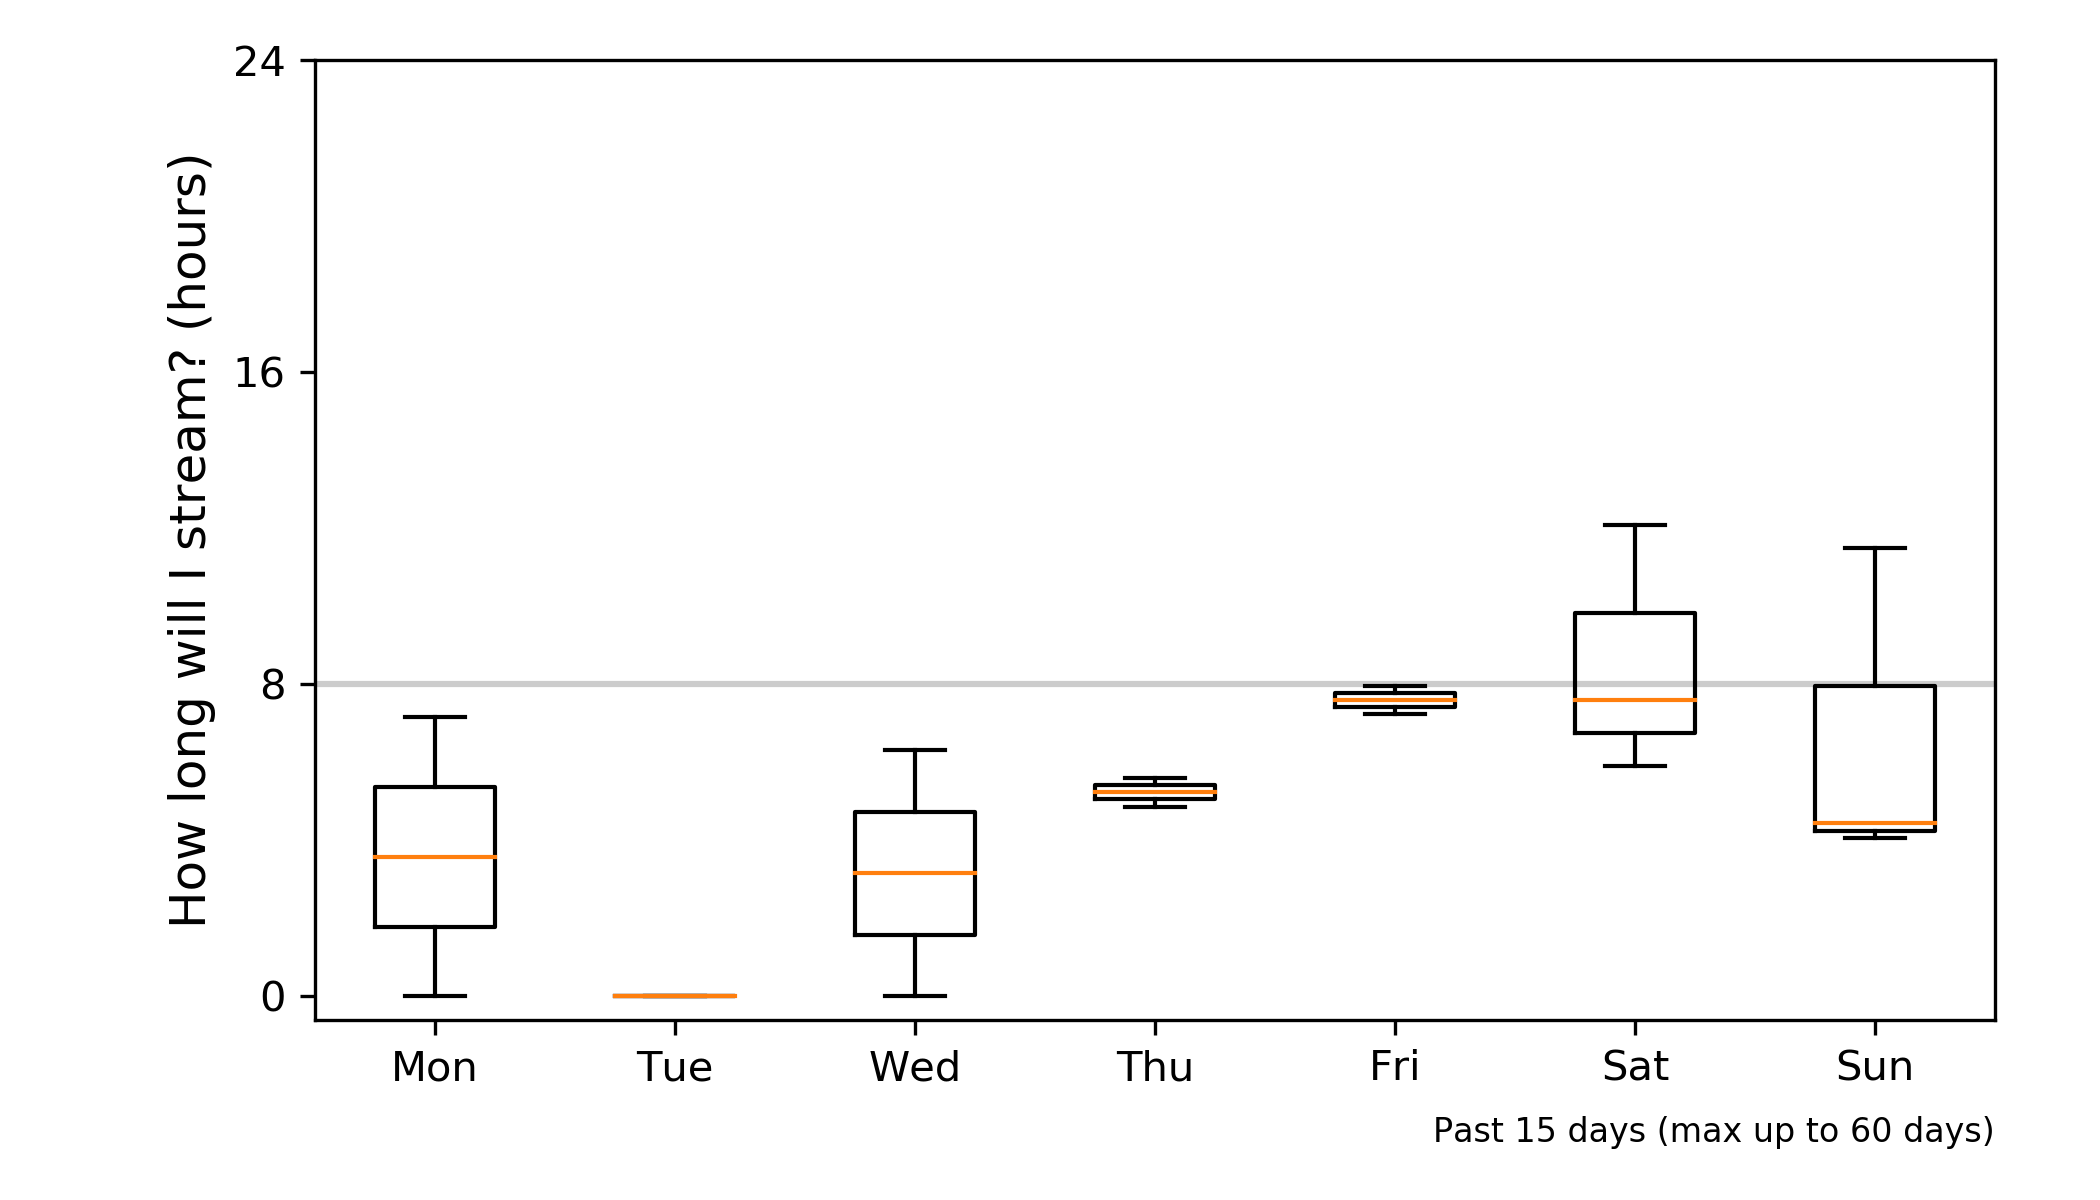 How long will I stream? (hours)
24
16
8
0
Mon Tue Wed Thu Fri Sat Sun
Past 15 days (max up to 60 days)